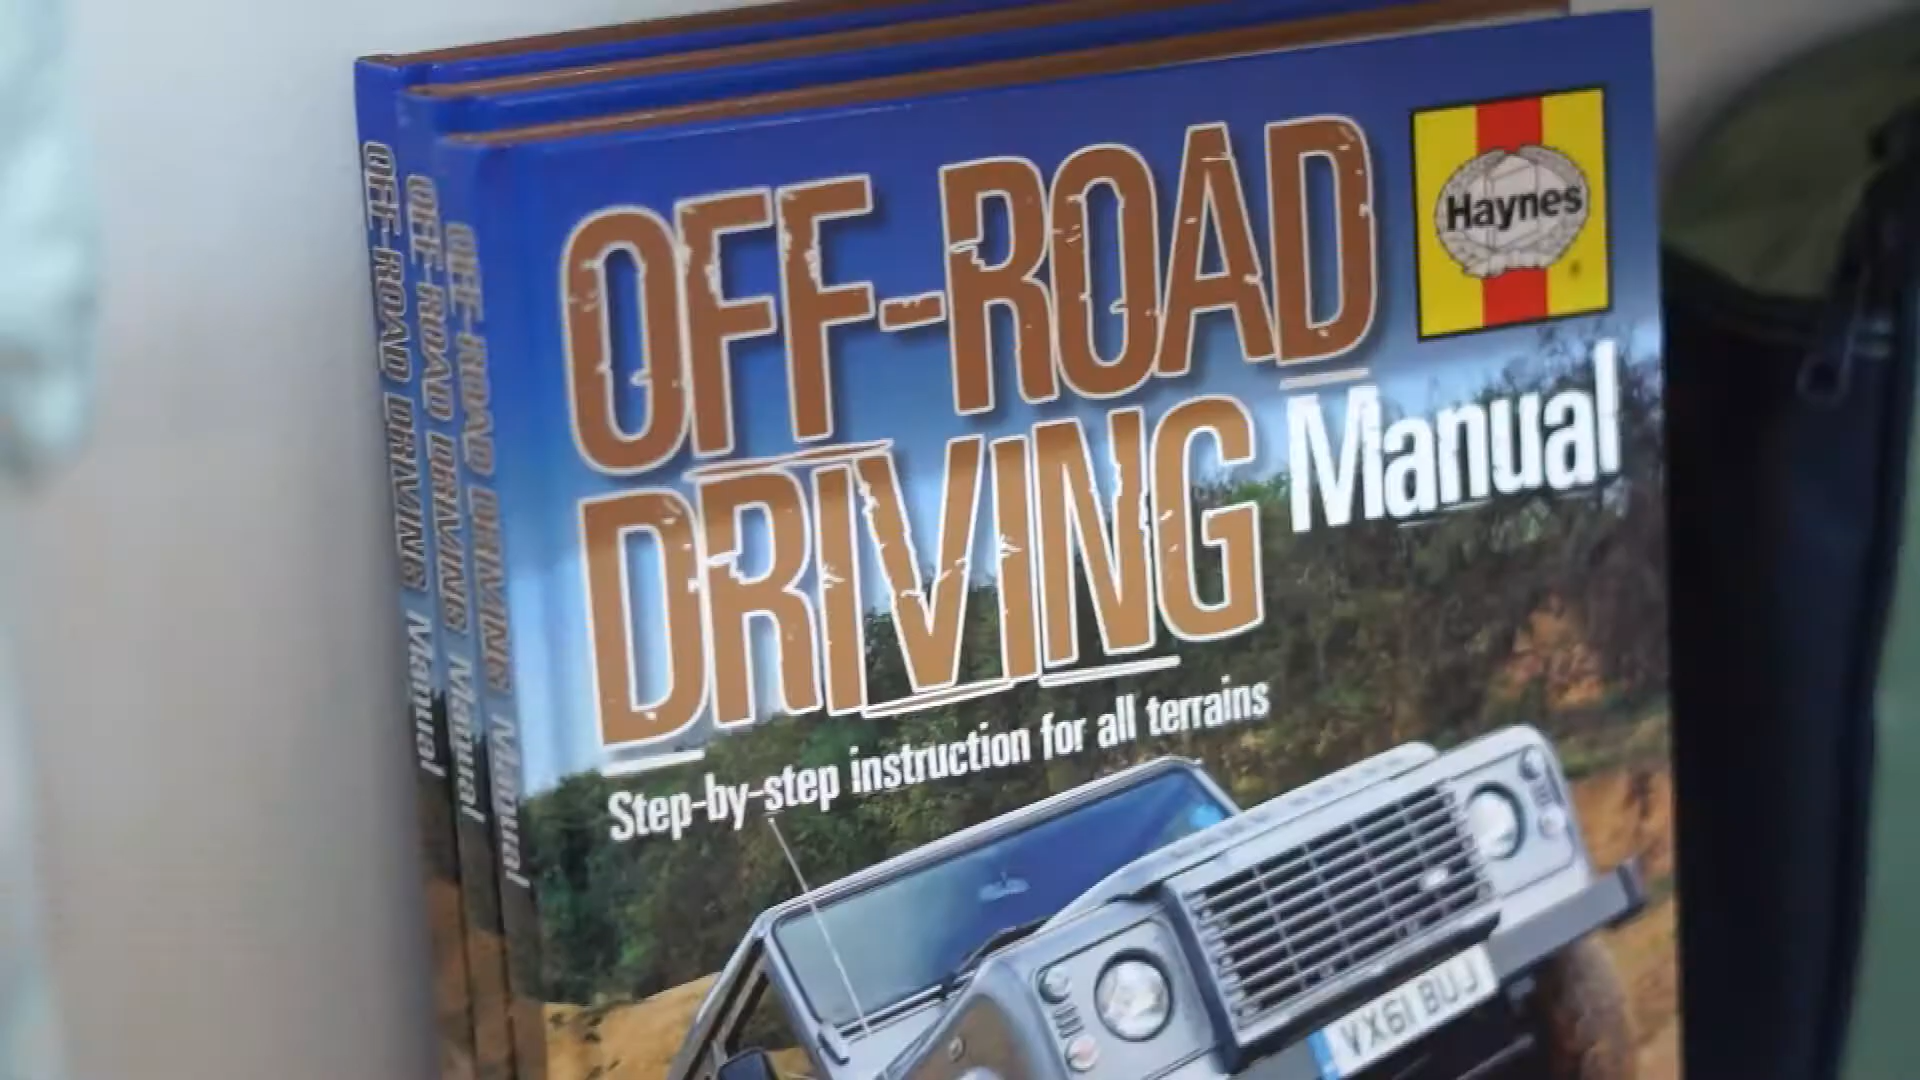 OFF-ROAD DRIVING Manual
OFF-ROAD DRIVING Manual
OFF-ROAD DRIVING Manual
OFF-ROAD
Haynes
DRIVING Manual
Step-by-step instruction for all terrains
VX61 BUJ